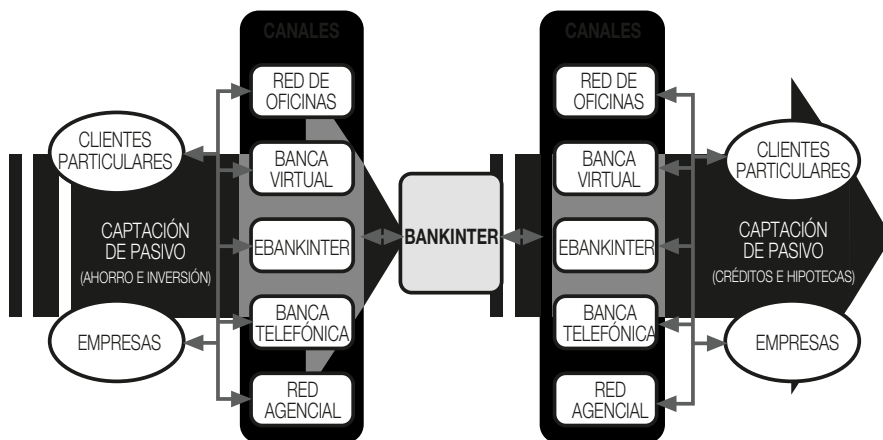 CANALES
RED DE
OFICINAS
CLIENTES
PARTICULARES
BANCA
VIRTUAL
CAPTACIÓN
DE PASIVO
(AHORRO E INVERSIÓN)
EBANKINTER
BANCA
TELEFÓNICA
EMPRESAS
RED
AGENCIAL
BANKINTER
CANALES
RED DE
OFICINAS
BANCA
VIRTUAL
CLIENTES
PARTICULARES
EBANKINTER
CAPTACIÓN
DE PASIVO
(CRÉDITOS E HIPOTECAS)
BANCA
TELEFÓNICA
EMPRESAS
RED
AGENCIAL